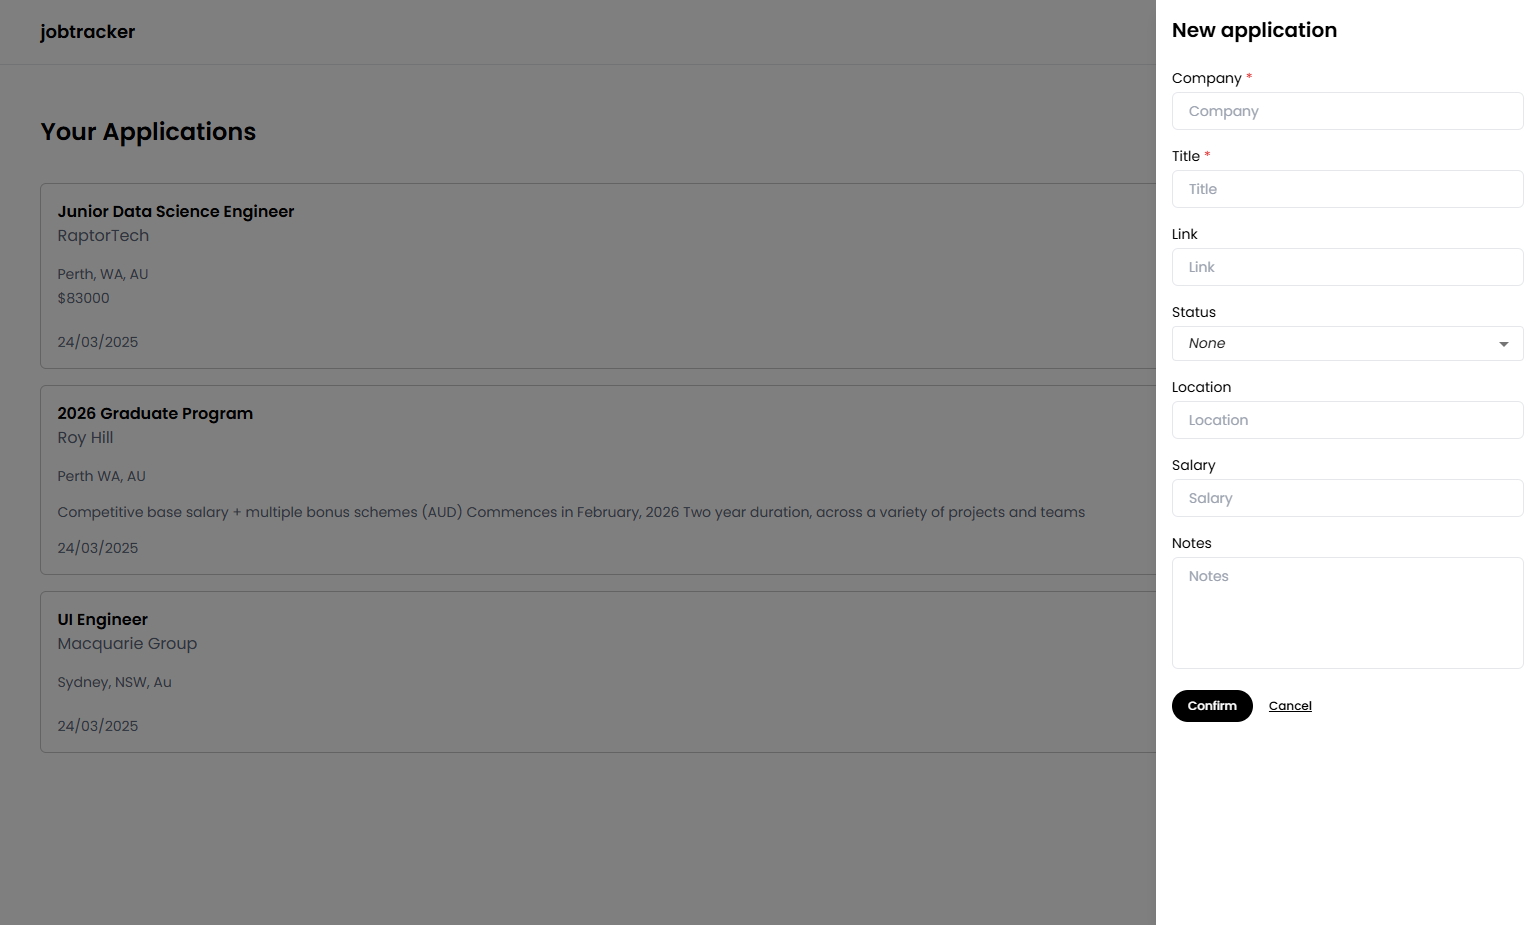 jobtracker
Your Applications
Junior Data Science Engineer
RaptorTech
Perth, WA, AU
$83000
24/03/2025
2026 Graduate Program
Roy Hill
Perth WA, AU
Competitive base salary + multiple bonus schemes (AUD) Commences in February, 2026 Two year duration, across a variety of projects and teams
24/03/2025
UI Engineer
Macquarie Group
Sydney, NSW, Au
24/03/2025
New application
Company *
Company
Title *
Title
Link
Link
Status
None
Location
Location
Salary
Salary
Notes
Notes
Confirm Cancel